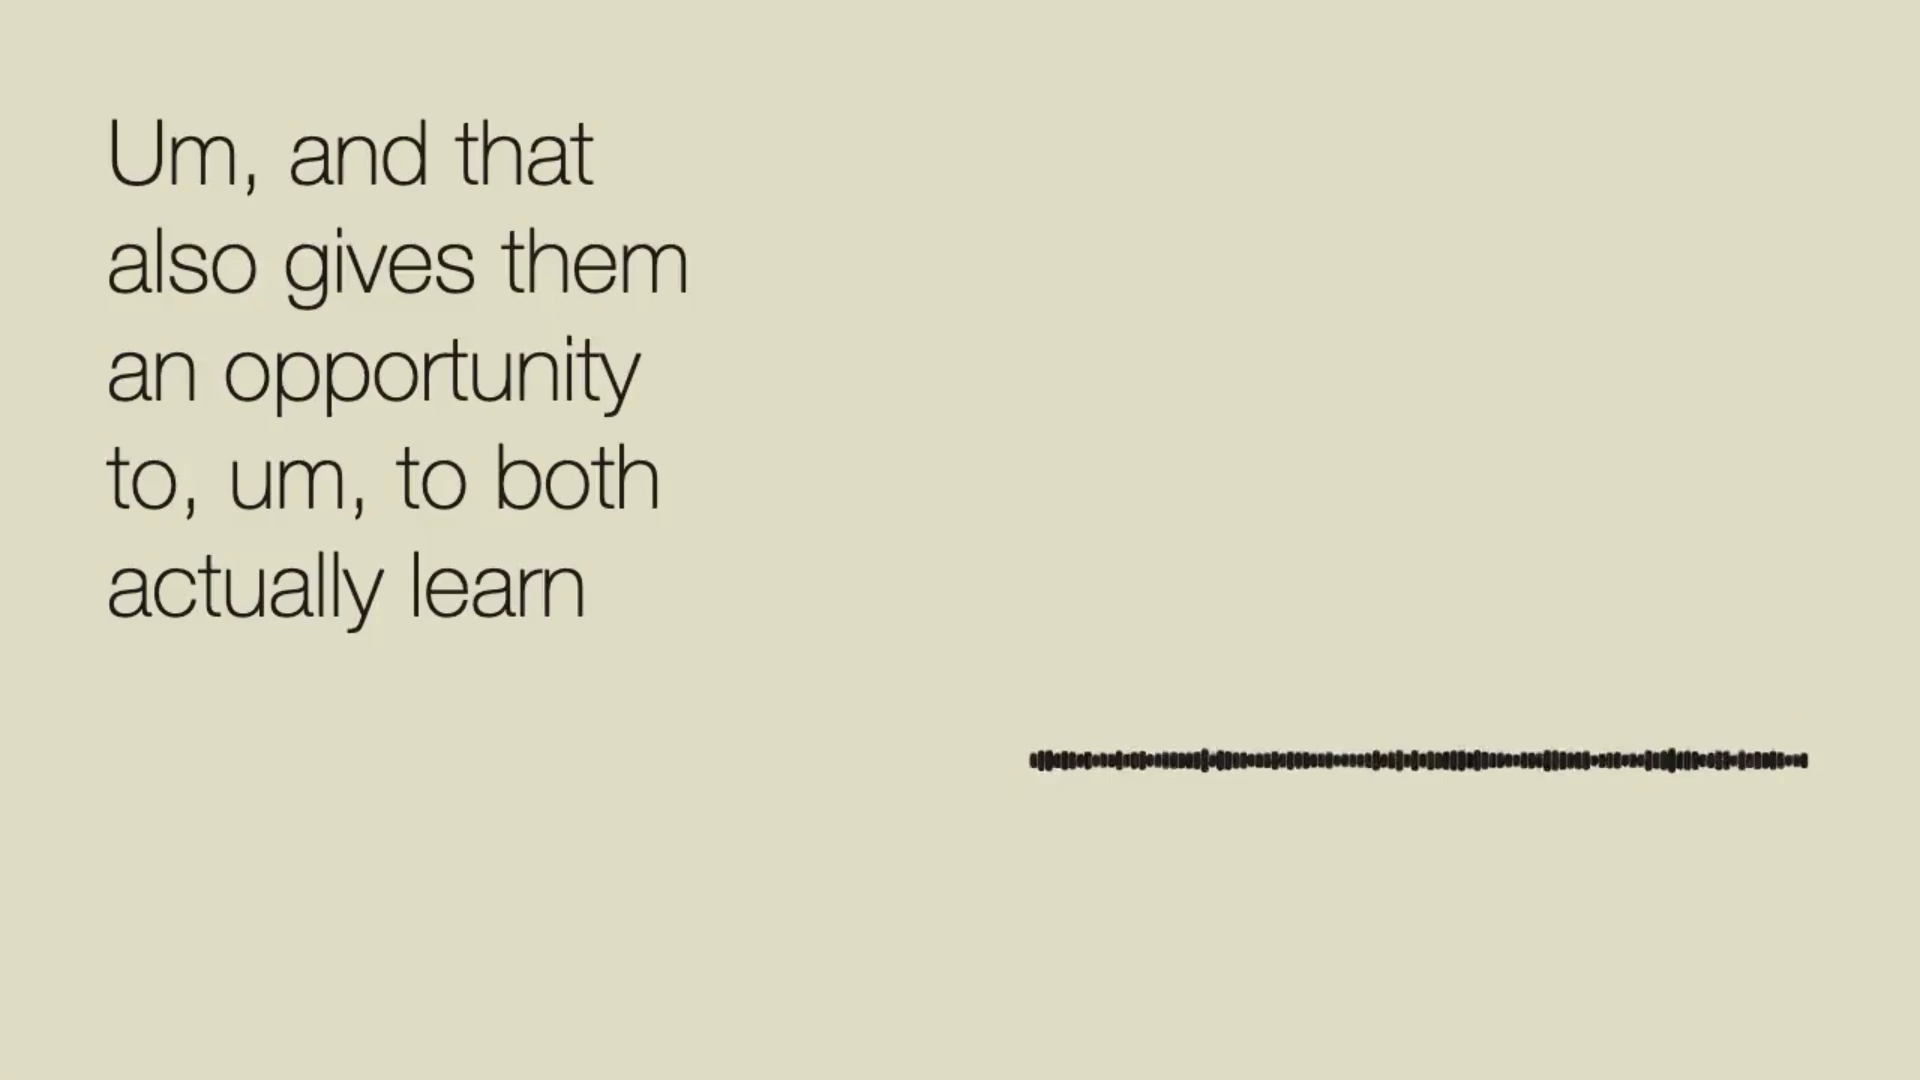 Um, and that
also gives them
an opportunity
to, um, to both
actually learn